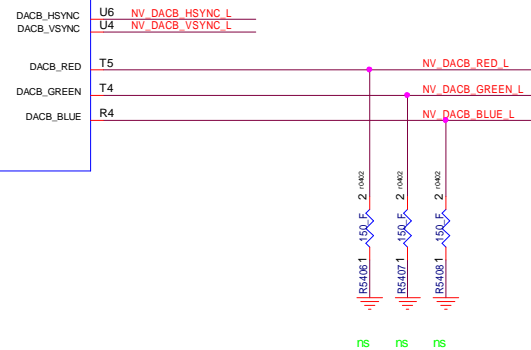 DACB_HSYNC U6 NV_DACB_HSYNC_L
DACB_VSYNC U4 NV_DACB_VSYNC_L
DACB_RED T5 NV_DACB_RED_L
DACB_GREEN T4 NV_DACB_GREEN_L
DACB_BLUE R4 NV_DACB_BLUE_L
R5406 1 150_F 2 r0402
R5407 1 150_F 2 r0402
R5408 1 150_F 2 r0402
ns ns ns